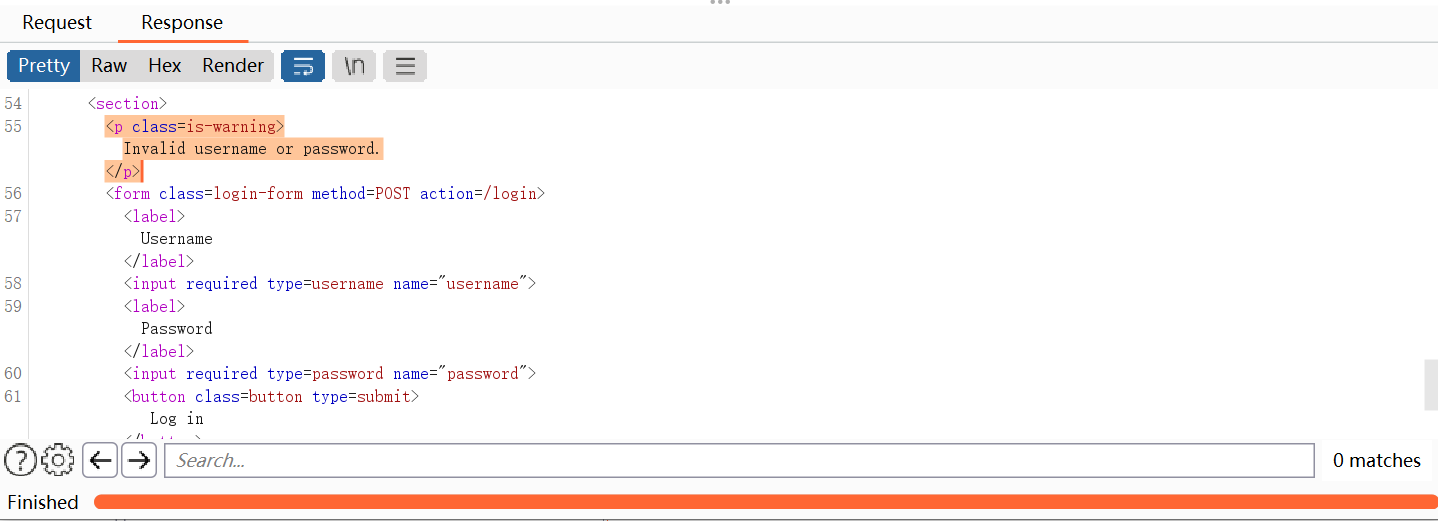 Request Response
Pretty Raw Hex Render \n
54 <section>
55 <p class=is-warning>
Invalid username or password.
</p>
56 <form class=login-form method=POST action=/login>
57 <label>
Username
</label>
58 <input required type=username name="username">
59 <label>
Password
</label>
60 <input required type=password name="password">
61 <button class=button type=submit>
Log in
</button>
? Search... 0 matches
Finished